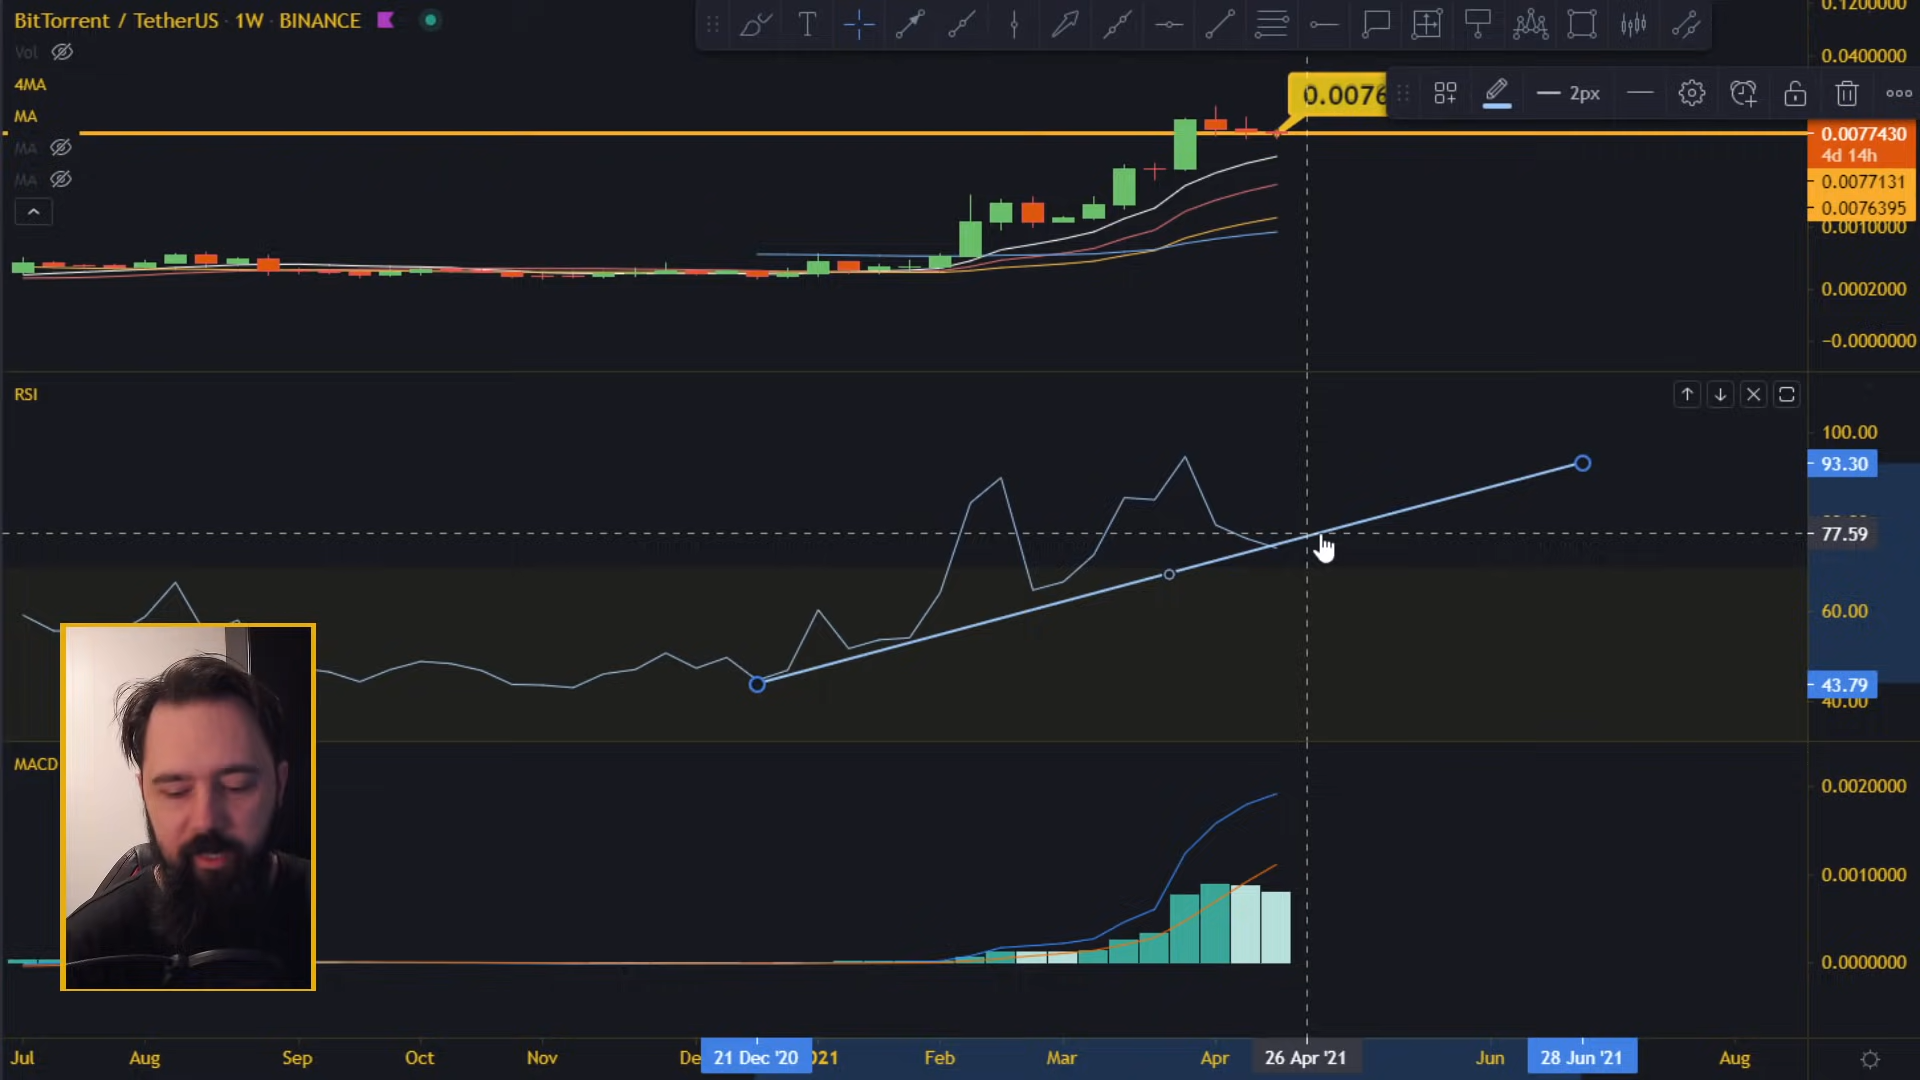 BitTorrent / TetherUS · 1W · BINANCE
T
0.1200000
Vol
0.0400000
4MA
0.0076
2px
MA
0.0077430
MA
4d 14h
MA
0.0077131
0.0076395
0.0010000
0.0002000
−0.0000000
RSI
100.00
93.30
77.59
60.00
43.79
40.00
MACD
0.0020000
0.0010000
0.0000000
Jul Aug Sep Oct Nov De 21 Dec '20 021 Feb Mar Apr 26 Apr '21 Jun 28 Jun '21 Aug